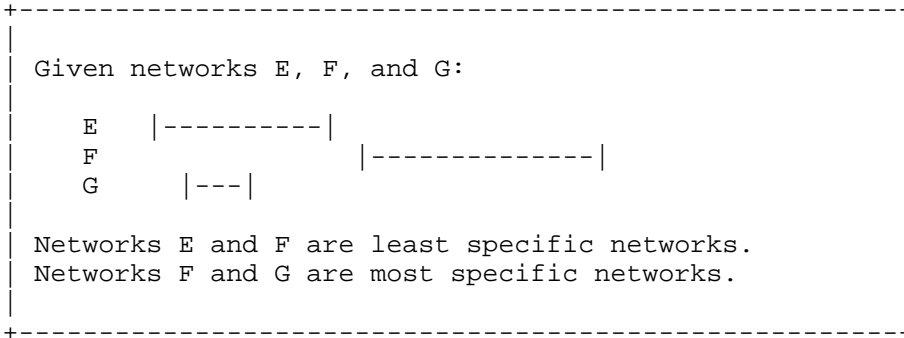 Given networks E, F, and G:
E |----------|
F |--------------|
G |---|
Networks E and F are least specific networks.
Networks F and G are most specific networks.